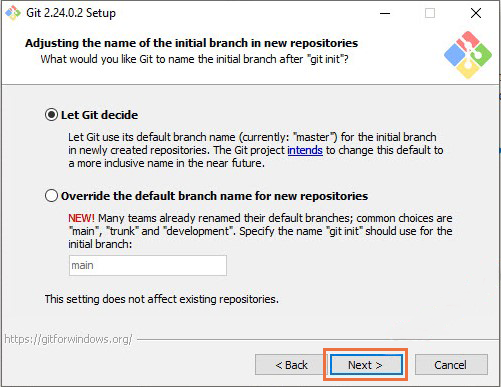 Git 2.24.0.2 Setup
Adjusting the name of the initial branch in new repositories
What would you like Git to name the initial branch after "git init"?
Let Git decide
Let Git use its default branch name (currently: "master") for the initial branch
in newly created repositories. The Git project intends to change this default to
a more inclusive name in the near future.
Override the default branch name for new repositories
NEW! Many teams already renamed their default branches; common choices are
"main", "trunk" and "development". Specify the name "git init" should use for the
initial branch:
main
This setting does not affect existing repositories.
https://gitforwindows.org/
< Back
Next >
Cancel